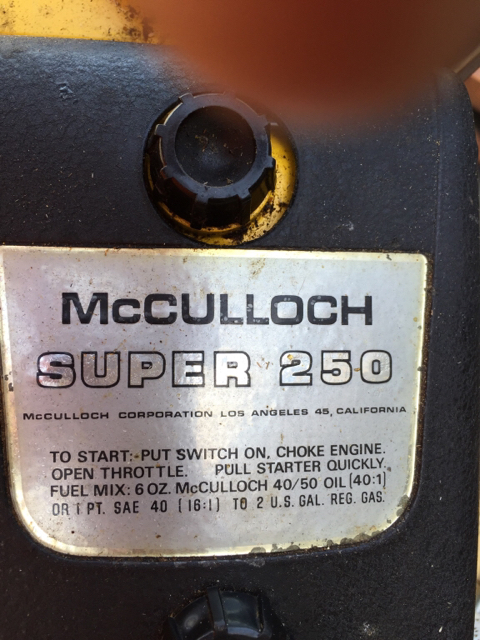 McCULLOCH
SUPER 250
McCULLOCH CORPORATION LOS ANGELES 45, CALIFORNIA
TO START: PUT SWITCH ON, CHOKE ENGINE.
OPEN THROTTLE. PULL STARTER QUICKLY.
FUEL MIX: 6 OZ. McCULLOCH 40/50 OIL (40:1)
OR 1 PT. SAE 40 (16:1) TO 2 U.S. GAL. REG. GAS.